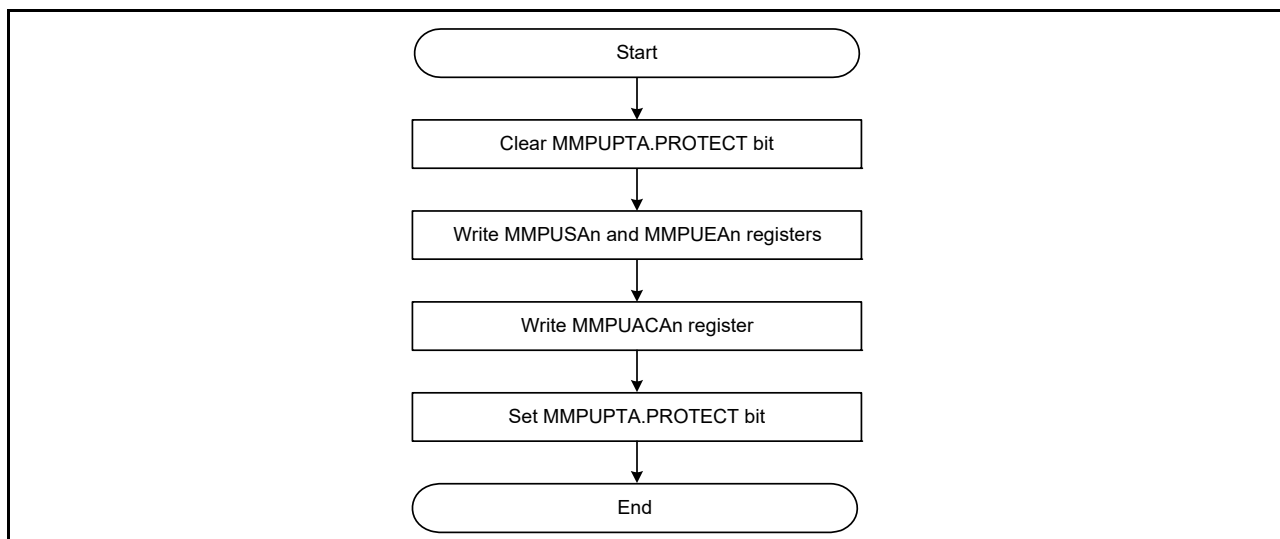 Start
Clear MMPUPTA.PROTECT bit
Write MMPUSAn and MMPUEAn registers
Write MMPUACAn register
Set MMPUPTA.PROTECT bit
End